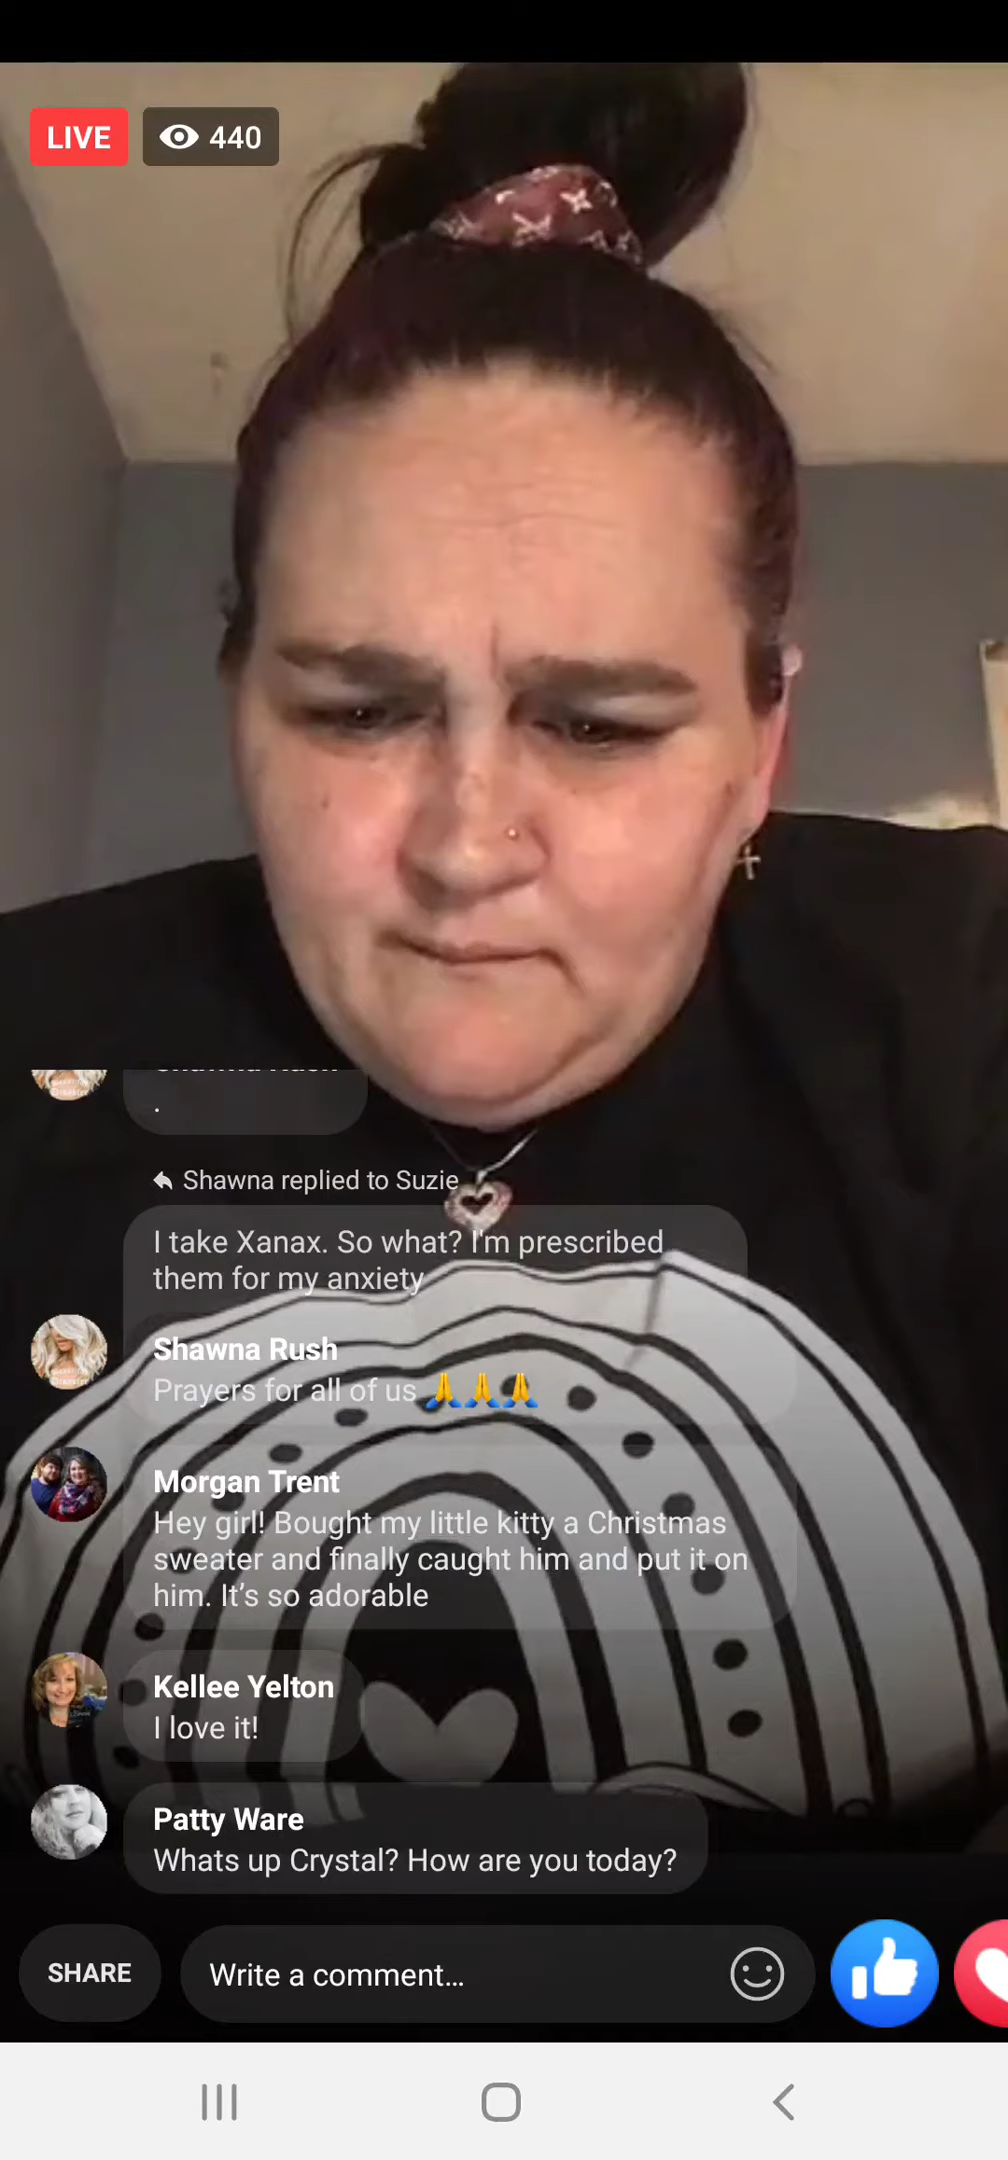 LIVE
440
.
Shawna replied to Suzie
I take Xanax. So what? I'm prescribed
them for my anxiety
Shawna Rush
Prayers for all of us 🙏🙏🙏
Morgan Trent
Hey girl! Bought my little kitty a Christmas
sweater and finally caught him and put it on
him. It’s so adorable
Kellee Yelton
I love it!
Patty Ware
Whats up Crystal? How are you today?
SHARE
Write a comment...